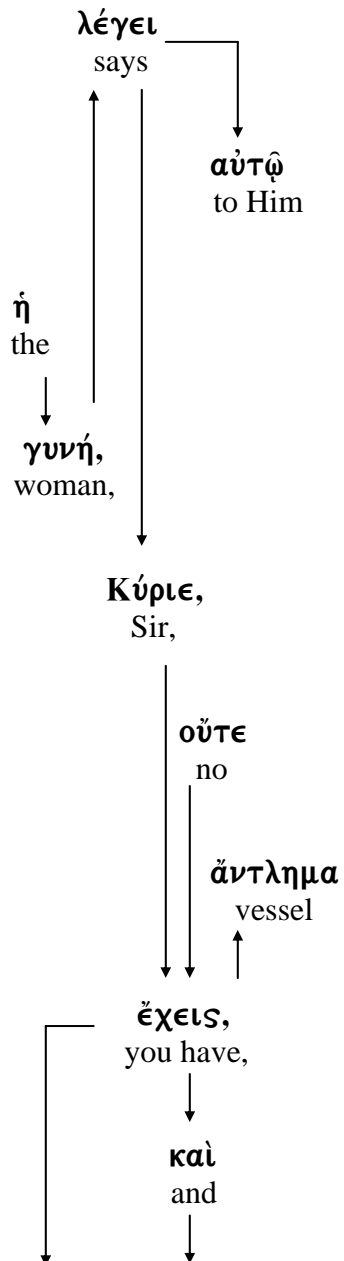 λέγει
says
αὐτῷ
to Him
ἡ
the
γυνή,
woman,
Κύριε,
Sir,
οὔτε
no
ἄντλημα
vessel
ἔχεις,
you have,
καὶ
and